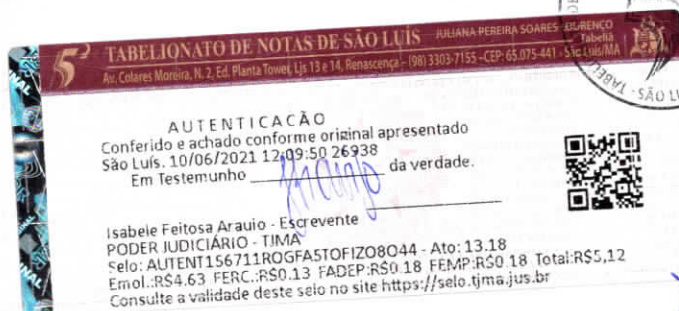 5º TABELIONATO DE NOTAS DE SÃO LUÍS JULIANA PEREIRA SOARES LOURENCO
Tabeliã
Av. Colares Moreira, N. 2, Ed. Planta Tower, Ljs 13 e 14, Renascença - (98) 3303-7155 - CEP: 65.075-441 - São Luís/MA
AUTENTICACÃO
Conferido e achado conforme original apresentado
São Luís. 10/06/2021 12:09:50 26938
Em Testemunho da verdade.
Araujo
Isabele Feitosa Araujo - Escrevente
PODER JUDICIÁRIO - TJMA
Selo: AUTENT156711ROGFA5TOFIZO8O44 - Ato: 13.18
Emol.:R$4.63 FERC.:R$0.13 FADEP:R$0.18 FEMP:R$0.18 Total:R$5,12
Consulte a validade deste selo no site https://selo.tjma.jus.br